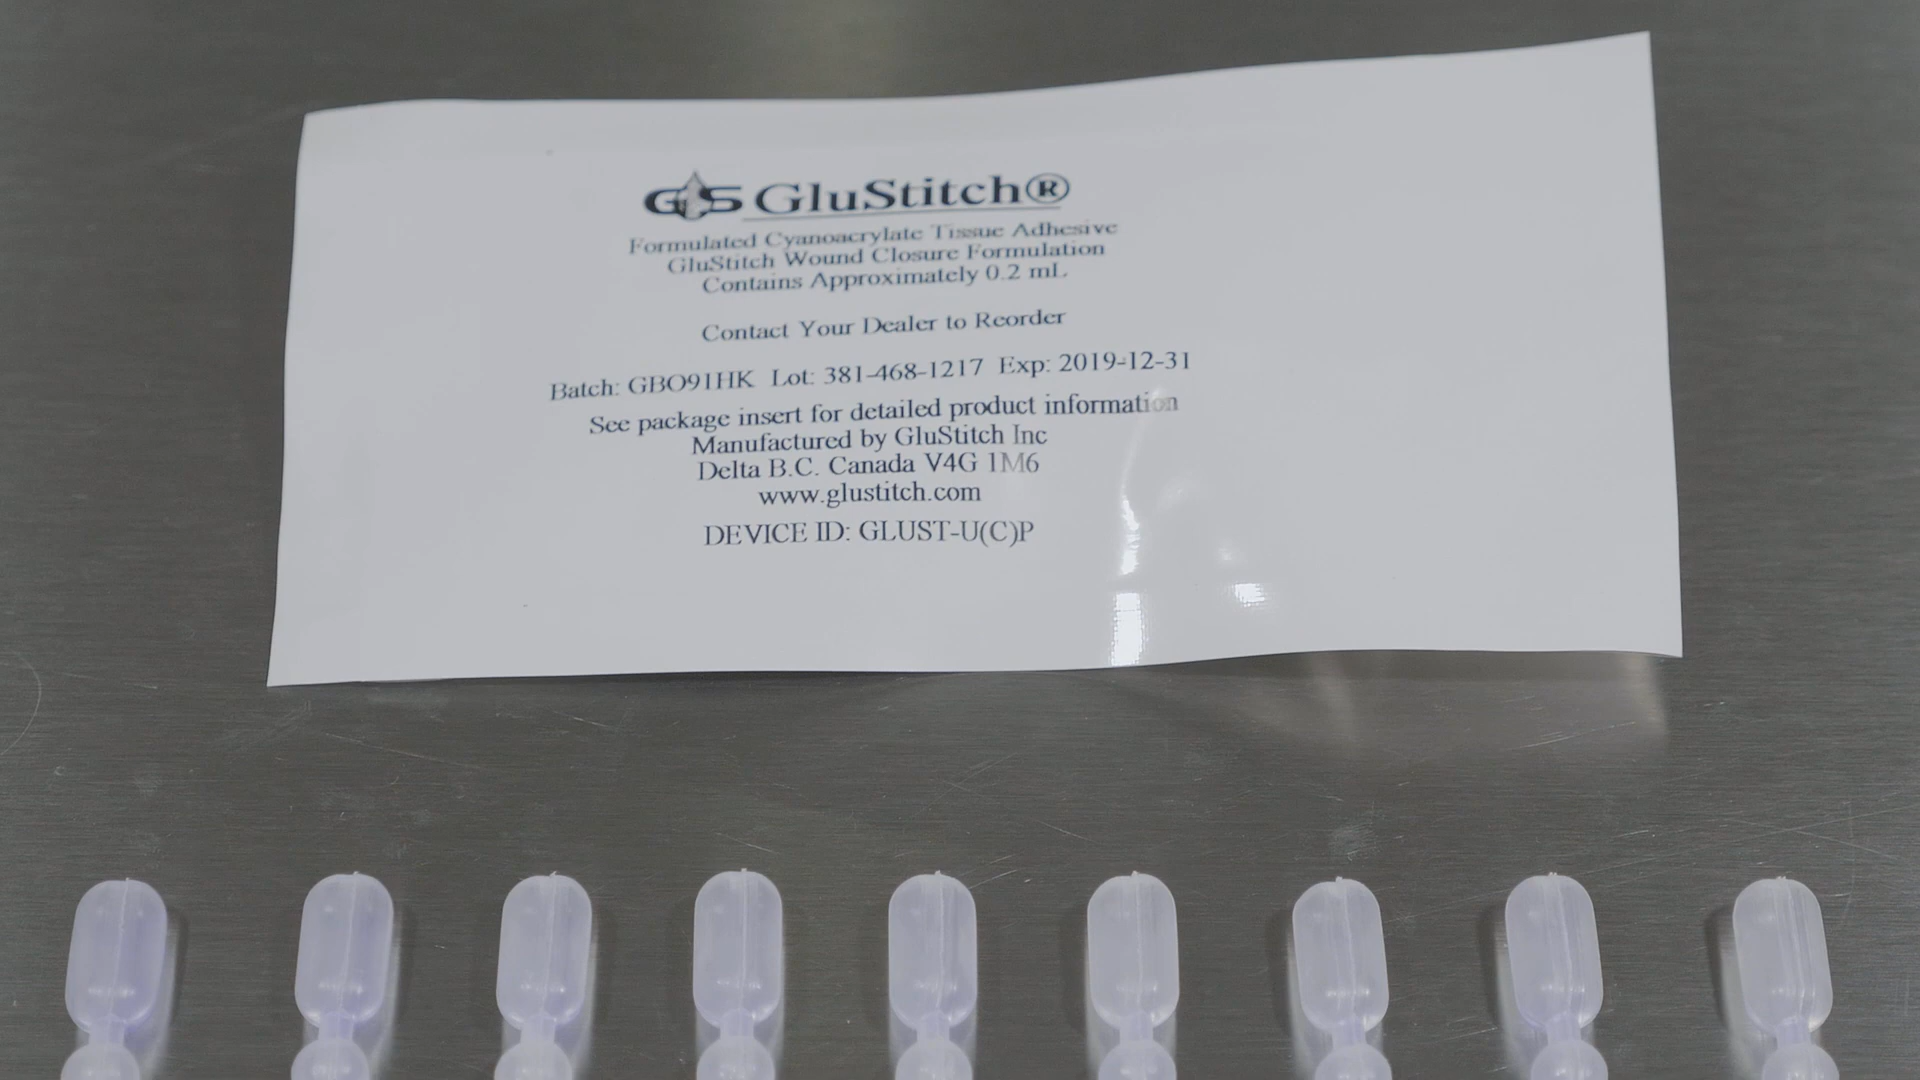 GS GluStitch®
Formulated Cyanoacrylate Tissue Adhesive
GluStitch Wound Closure Formulation
Contains Approximately 0.2 mL
Contact Your Dealer to Reorder
Batch: GBO91HK Lot: 381-468-1217 Exp: 2019-12-31
See package insert for detailed product information
Manufactured by GluStitch Inc
Delta B.C. Canada V4G 1M6
www.glustitch.com
DEVICE ID: GLUST-U(C)P